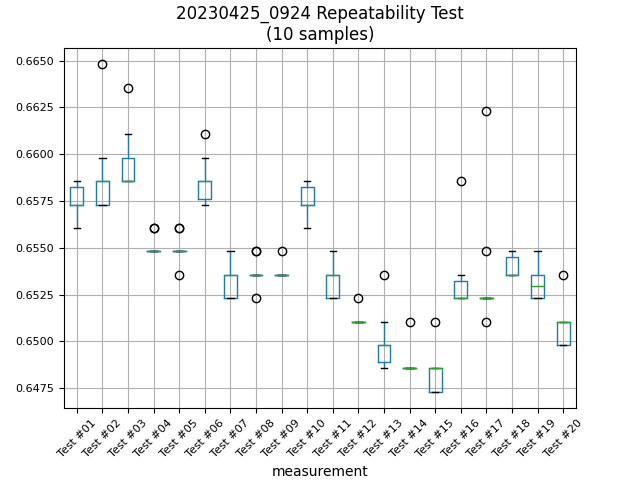 20230425_0924 Repeatability Test
(10 samples)
0.6650
0.6625
0.6600
0.6575
0.6550
0.6525
0.6500
0.6475
Test #01
Test #02
Test #03
Test #04
Test #05
Test #06
Test #07
Test #08
Test #09
Test #10
Test #11
Test #12
Test #13
Test #14
Test #15
Test #16
Test #17
Test #18
Test #19
Test #20
measurement